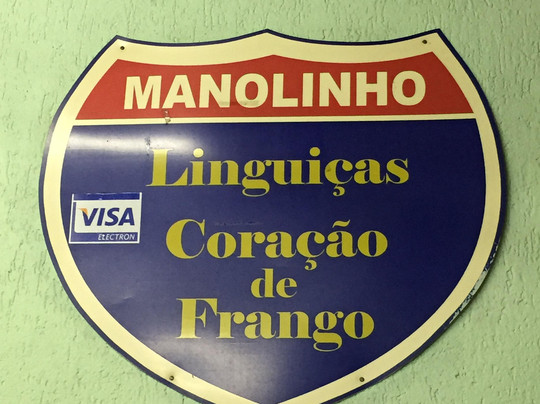 MANOLINHO
Linguiças
VISA
ELECTRON
Coração
de
Frango